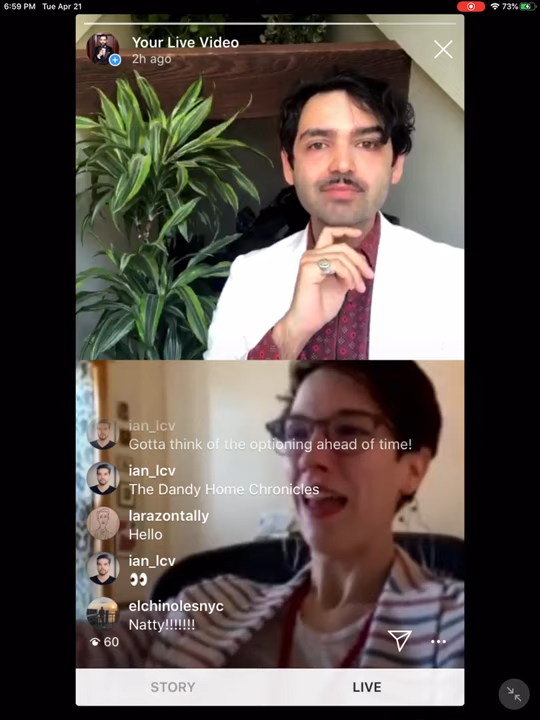 6:59 PM Tue Apr 21
73%
Your Live Video
2h ago
ian_lcv
Gotta think of the optioning ahead of time!
ian_lcv
The Dandy Home Chronicles
larazontally
Hello
ian_lcv
👀
elchinolesnyc
Natty!!!!!!!
60
STORY
LIVE